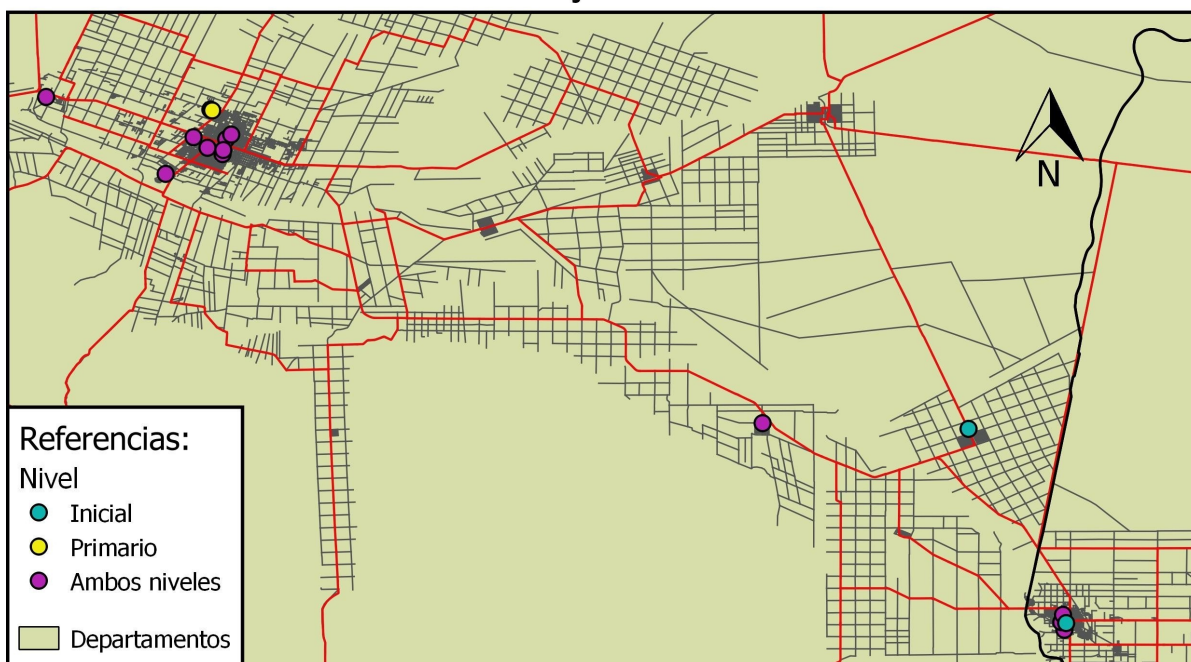 N
Referencias:
Nivel
Inicial
Primario
Ambos niveles
Departamentos